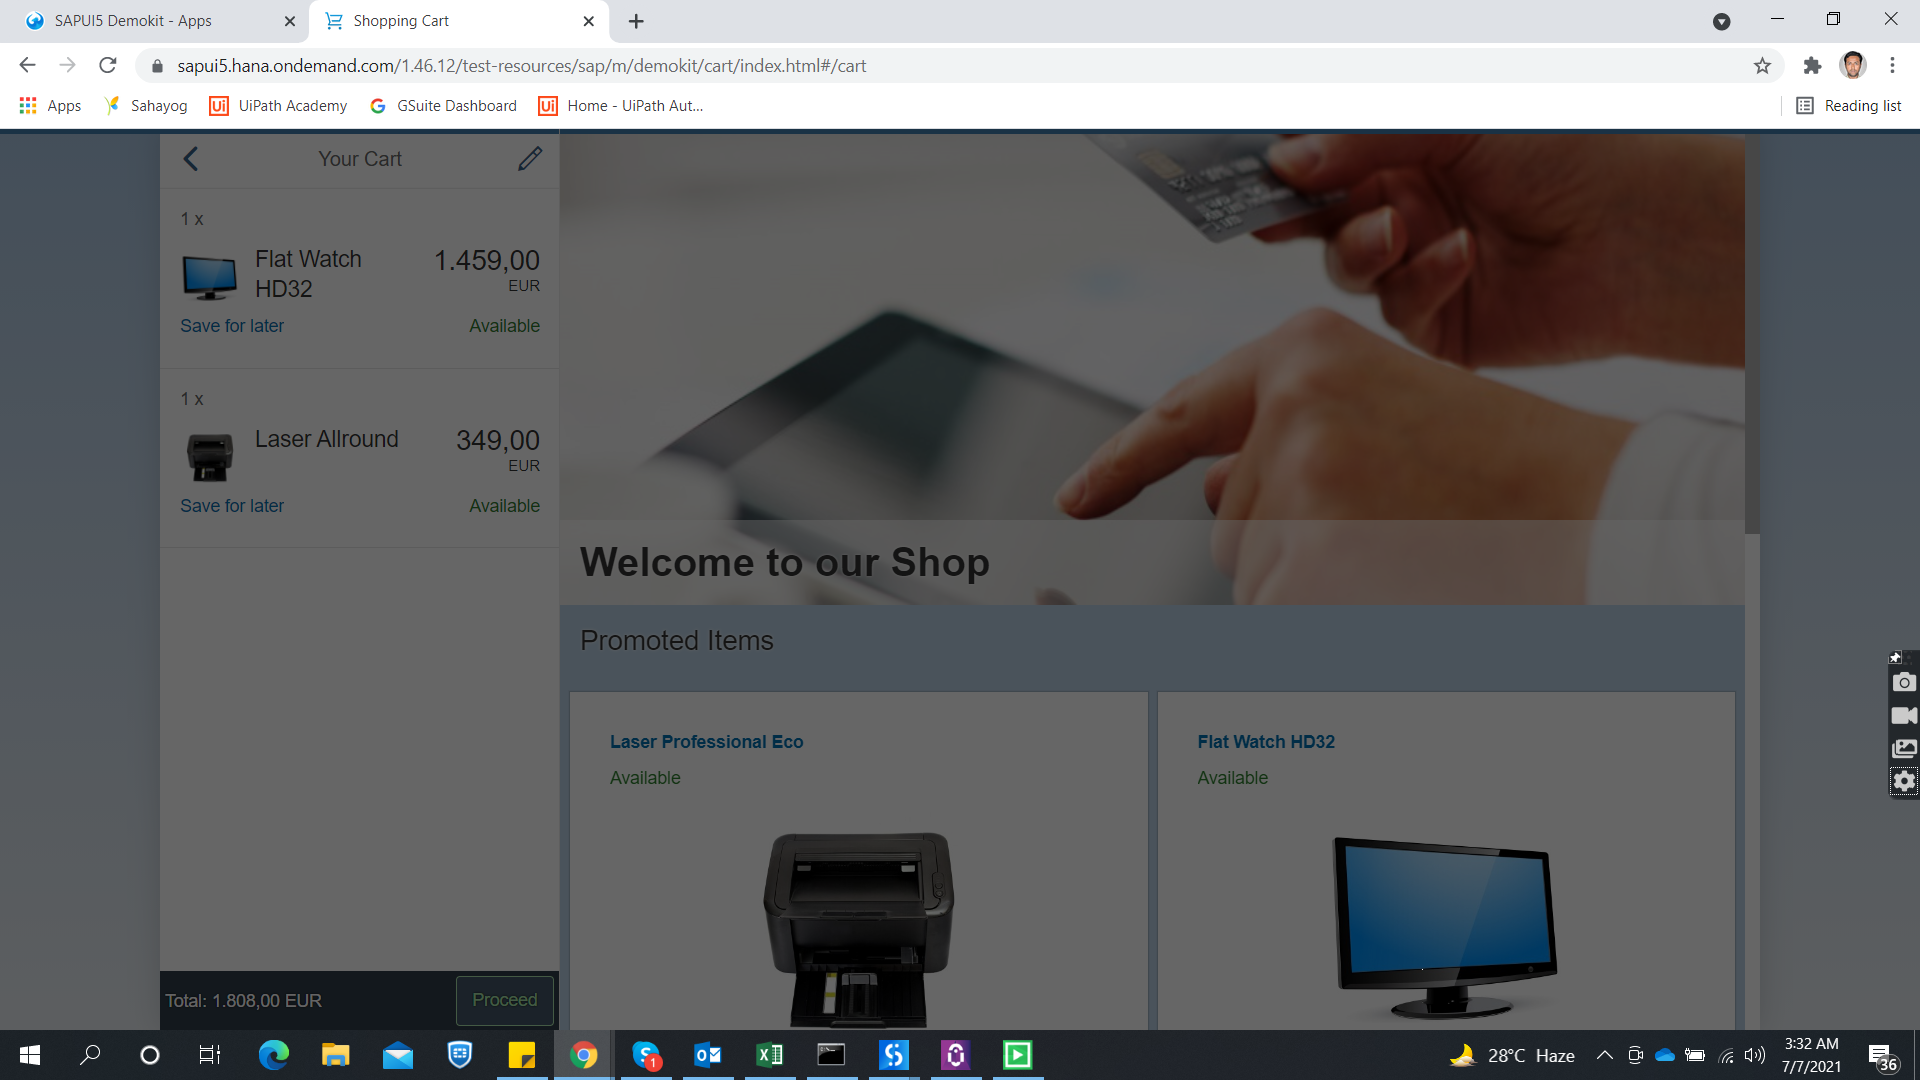 SAPUI5 Demokit - Apps
Shopping Cart
sapui5.hana.ondemand.com/1.46.12/test-resources/sap/m/demokit/cart/index.html#/cart
Apps
Sahayog
Ui
UiPath Academy
GSuite Dashboard
Ui
Home - UiPath Aut...
Reading list
Your Cart
1 x
Flat Watch HD32
1.459,00
EUR
Save for later
Available
1 x
Laser Allround
349,00
EUR
Save for later
Available
Total: 1.808,00 EUR
Proceed
Welcome to our Shop
Promoted Items
Laser Professional Eco
Available
Flat Watch HD32
Available
1
28°C Haze
3:32 AM
7/7/2021
36